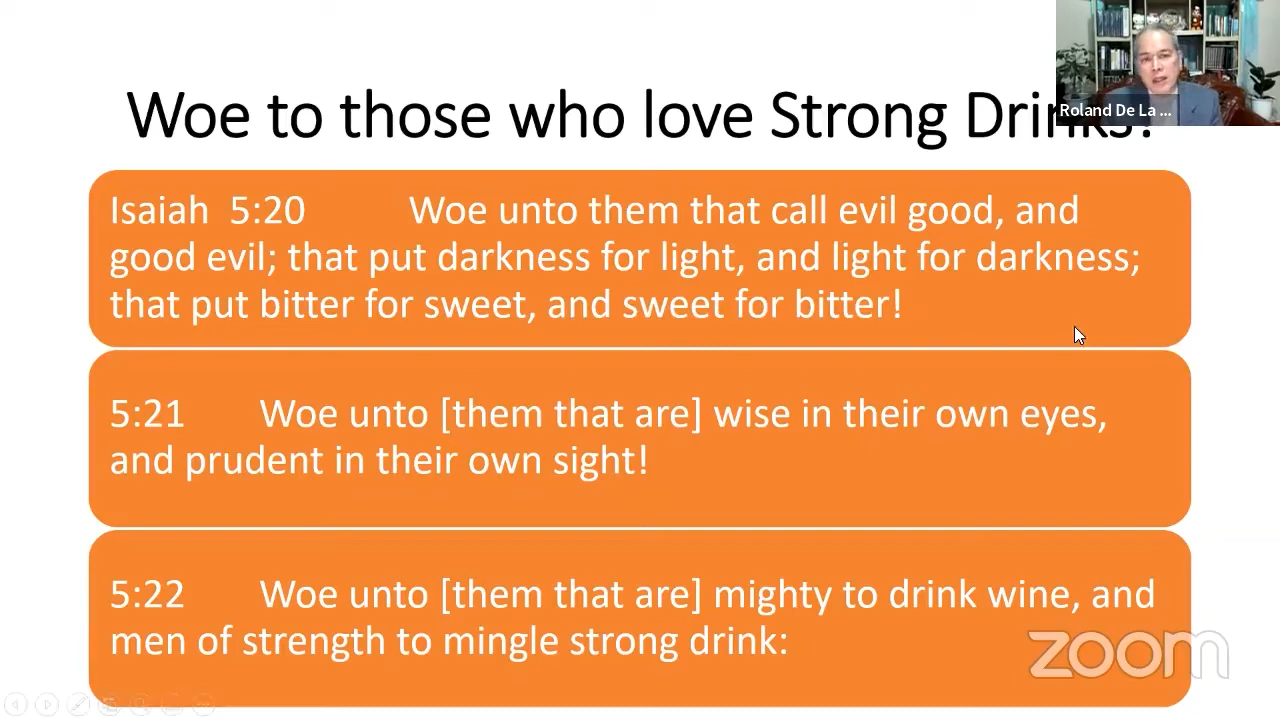 Woe to those who love Strong Drinks!
Roland De La ...
Isaiah 5:20 Woe unto them that call evil good, and
good evil; that put darkness for light, and light for darkness;
that put bitter for sweet, and sweet for bitter!
5:21 Woe unto [them that are] wise in their own eyes,
and prudent in their own sight!
5:22 Woe unto [them that are] mighty to drink wine, and
men of strength to mingle strong drink:
zoom